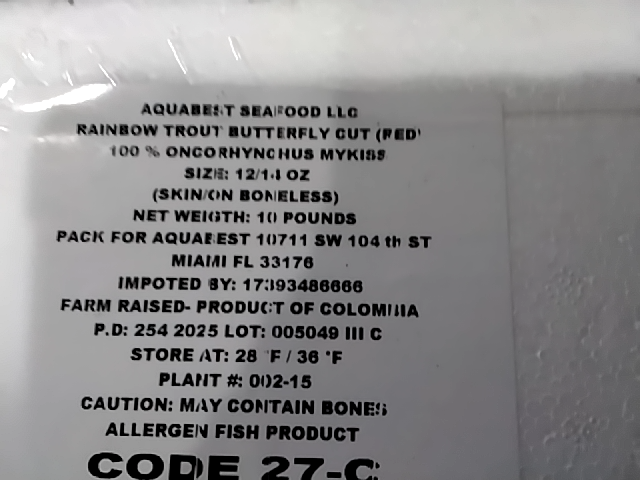 AQUABEST SEAFOOD LLC
RAINBOW TROUT BUTTERFLY CUT (RED)
100 % ONCORHYNCHUS MYKISS
SIZE: 12/14 OZ
(SKIN/ON BONELESS)
NET WEIGTH: 10 POUNDS
PACK FOR AQUABEST 10711 SW 104 th ST
MIAMI FL 33176
IMPOTED BY: 17393486666
FARM RAISED- PRODUCT OF COLOMBIA
P.D: 254 2025 LOT: 005049 III C
STORE AT: 28 °F / 36 °F
PLANT #: 002-15
CAUTION: MAY CONTAIN BONES
ALLERGEN FISH PRODUCT
CODE 27-C